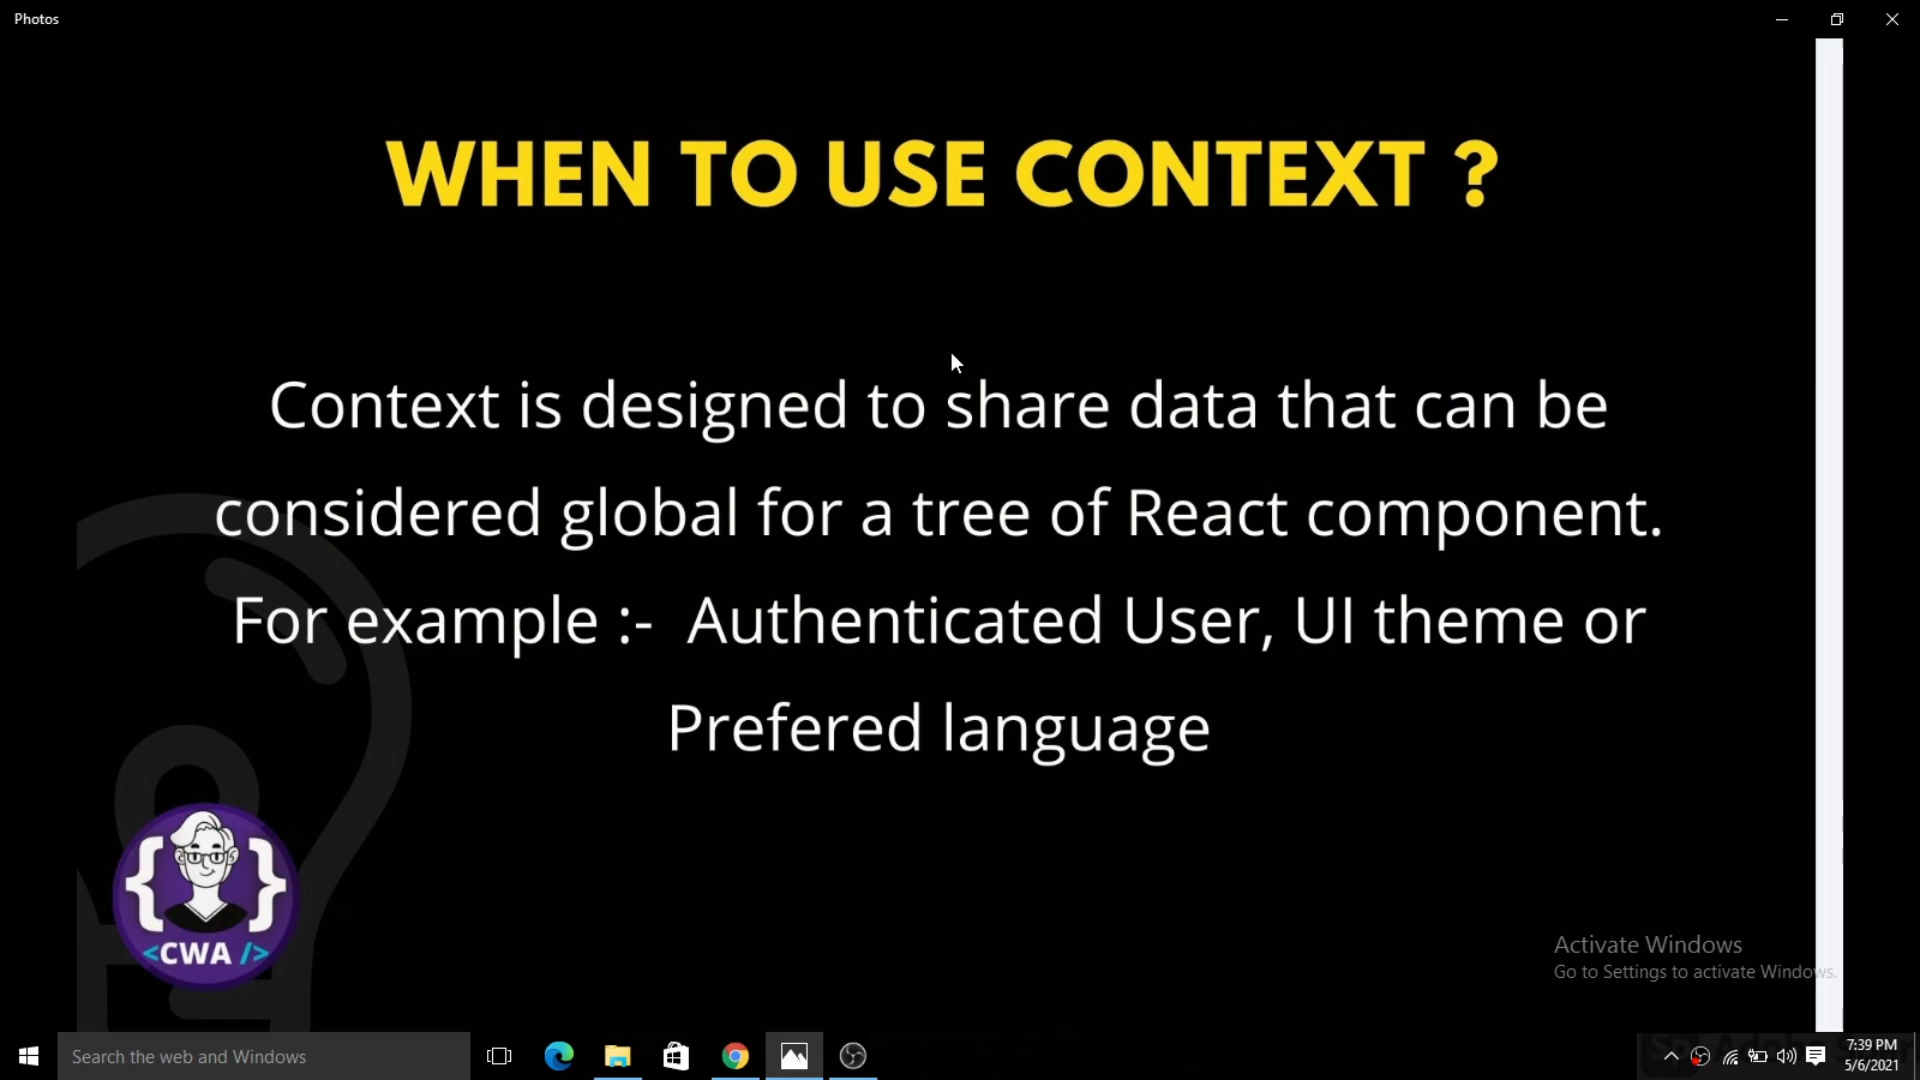 Photos
WHEN TO USE CONTEXT ?
Context is designed to share data that can be
considered global for a tree of React component.
For example :-  Authenticated User, UI theme or
Prefered language
<CWA />
Activate Windows
Go to Settings to activate Windows.
Search the web and Windows
7:39 PM
5/6/2021